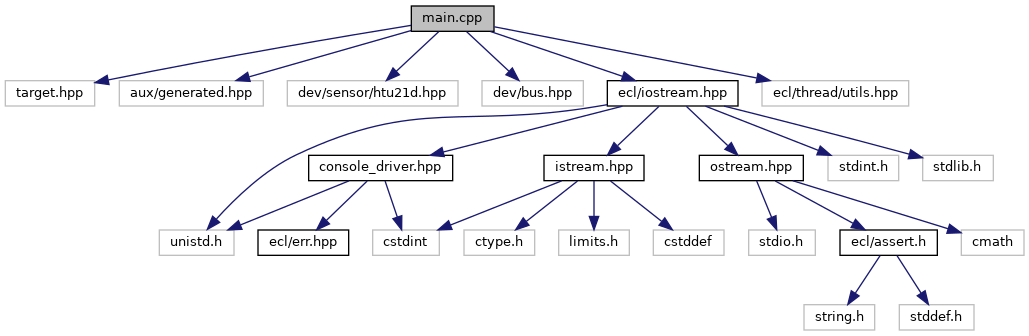 main.cpp
target.hpp
aux/generated.hpp
dev/sensor/htu21d.hpp
dev/bus.hpp
ecl/iostream.hpp
ecl/thread/utils.hpp
console_driver.hpp
istream.hpp
ostream.hpp
stdint.h
stdlib.h
unistd.h
ecl/err.hpp
cstdint
ctype.h
limits.h
cstddef
stdio.h
ecl/assert.h
cmath
string.h
stddef.h